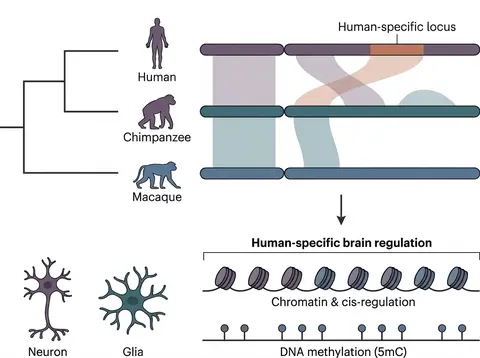 Human-specific locus
Human
Chimpanzee
Macaque
Human-specific brain regulation
Chromatin & cis-regulation
Neuron
Glia
DNA methylation (5mC)